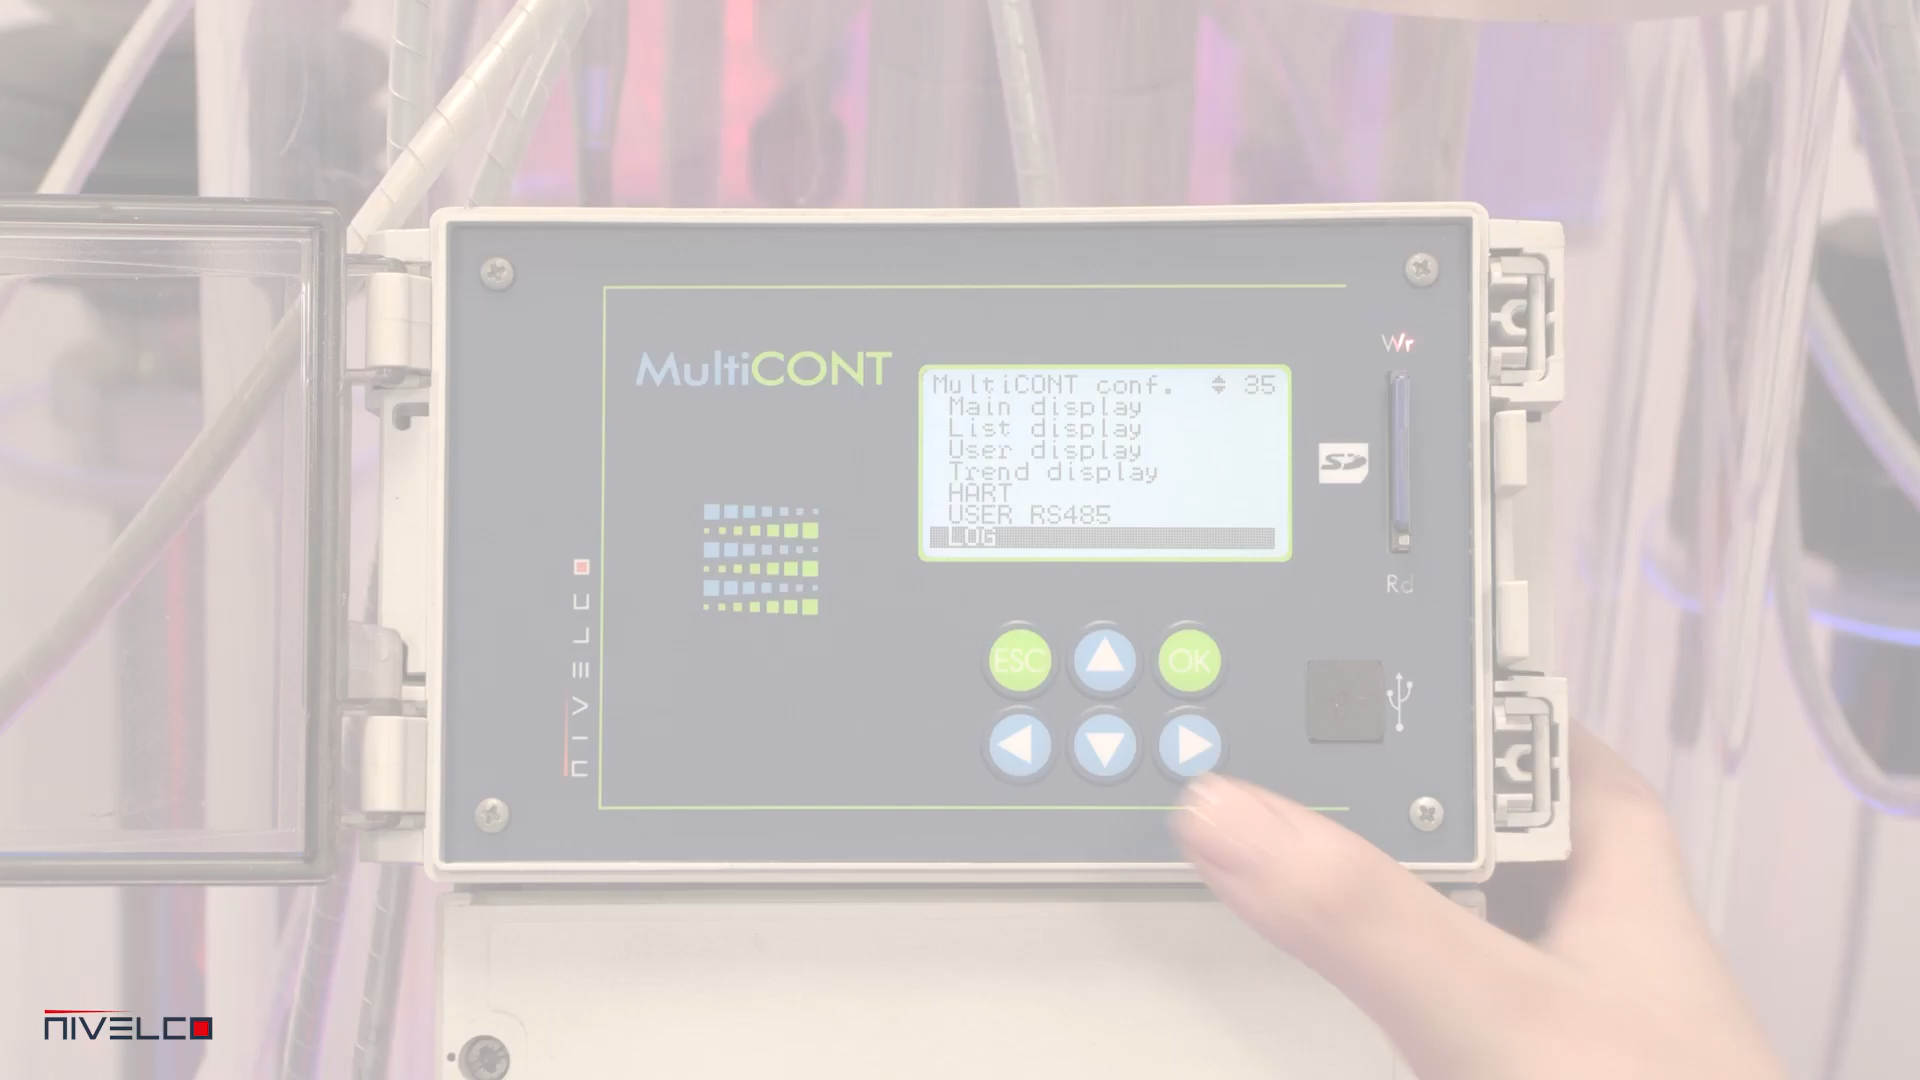 MultiCONT
MultiCONT conf. 35
Main display
List display
User display
Trend display
HART
USER RS485
LOG
Wr
SD
Rd
ESC
OK
NIVELCO
NIVELCO